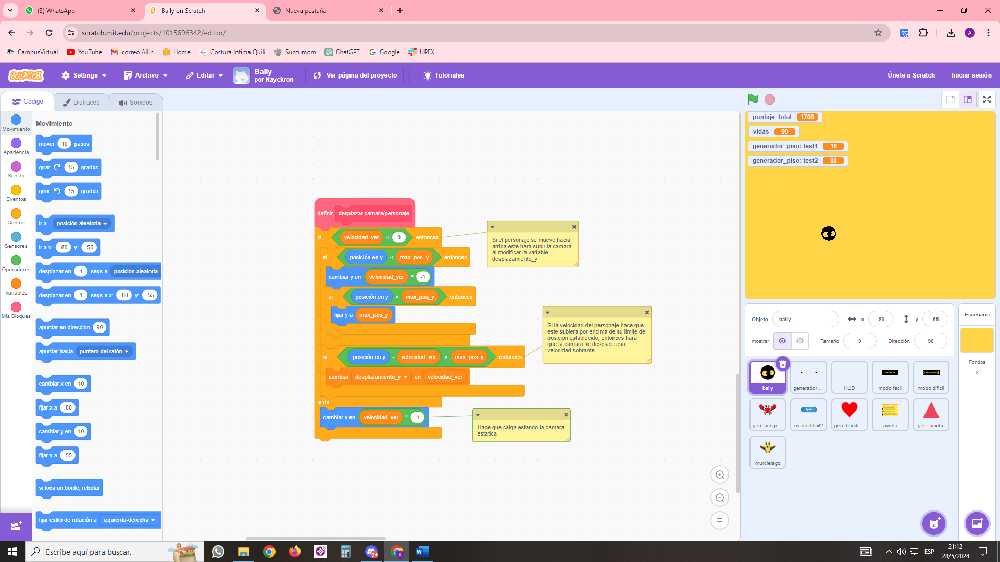 (3) WhatsApp
Bally on Scratch
Nueva pestaña
scratch.mit.edu/projects/1015696342/editor/
A
CampusVirtual
YouTube
correo Ailin
Home
Costura Intima Quili
Succumom
ChatGPT
Google
UPEX
SCRATCH
Settings
Archivo
Editar
Bally
por Nayckron
Ver página del proyecto
Tutoriales
Únete a Scratch
Iniciar sesión
Código
Disfraces
Sonidos
Movimiento
Apariencia
Sonido
Eventos
Control
Sensores
Operadores
Variables
Mis Bloques
Movimiento
mover 10 pasos
girar 15 grados
girar 15 grados
ir a posición aleatoria
ir a x: -80 y: -55
desplazar en 1 segs a posición aleatoria
desplazar en 1 segs a x: -80 y: -55
apuntar en dirección 90
apuntar hacia puntero del ratón
cambiar x en 10
fijar x a -80
cambiar y en 10
fijar y a -55
si toca un borde, rebotar
fijar estilo de rotación a izquierda-derecha
definir desplazar camara/personaje
si velocidad_ver < 0 entonces
si posición en y < max_pos_y entonces
cambiar y en velocidad_ver * -1
si posición en y > max_pos_y entonces
fijar y a max_pos_y
si posición en y - velocidad_ver > max_pos_y entonces
cambiar desplazamiento_y en velocidad_ver
si no
cambiar y en velocidad_ver * -1
Si el personaje se mueve hacia
arriba este hará subir la camara
al modificar la variable
desplazamiento_y
Si la velocidad del personaje hace que
este subiera por encima de su limite de
posicion establecido, entonces hara
que la camara se desplace esa
velocidad sobrante.
Hace que caiga estando la camara
estatica
puntaje_total 1700
vidas 99
generador_piso: test1 16
generador_piso: test2 88
Objeto bally x -80 y -55
mostrar Tamaño 9 Dirección 90
Escenario
Fondos
3
bally
generador...
HUD
EASY MODE
modo facil
HARD MODE
modo dificil
gen_cangr...
Ayuda
modo dificil2
gen_bonifi...
ayuda
gen_pincho
murcielago
Escribe aquí para buscar.
9+
A
ESP
21:12
28/5/2024